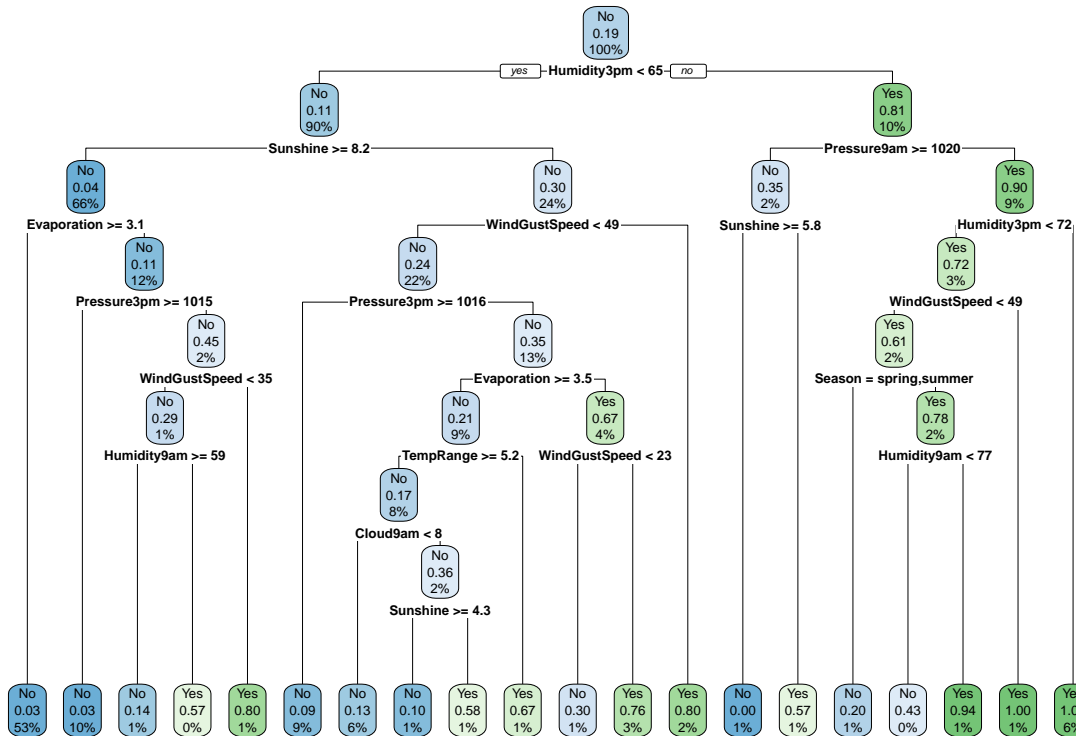 No
0.19
100%
yes Humidity3pm < 65 no
No
0.11
90%
Yes
0.81
10%
Sunshine >= 8.2
Pressure9am >= 1020
No
0.04
66%
No
0.30
24%
No
0.35
2%
Yes
0.90
9%
Evaporation >= 3.1
WindGustSpeed < 49
Sunshine >= 5.8
Humidity3pm < 72
No
0.11
12%
No
0.24
22%
Yes
0.72
3%
Pressure3pm >= 1015
Pressure3pm >= 1016
WindGustSpeed < 49
No
0.45
2%
No
0.35
13%
Yes
0.61
2%
WindGustSpeed < 35
Evaporation >= 3.5
Season = spring,summer
No
0.29
1%
No
0.21
9%
Yes
0.67
4%
Yes
0.78
2%
Humidity9am >= 59
TempRange >= 5.2
WindGustSpeed < 23
Humidity9am < 77
No
0.17
8%
Cloud9am < 8
No
0.36
2%
Sunshine >= 4.3
No
0.03
53%
No
0.03
10%
No
0.14
1%
Yes
0.57
0%
Yes
0.80
1%
No
0.09
9%
No
0.13
6%
No
0.10
1%
Yes
0.58
1%
Yes
0.67
1%
No
0.30
1%
Yes
0.76
3%
Yes
0.80
2%
No
0.00
1%
Yes
0.57
1%
No
0.20
1%
No
0.43
0%
Yes
0.94
1%
Yes
1.00
1%
6%